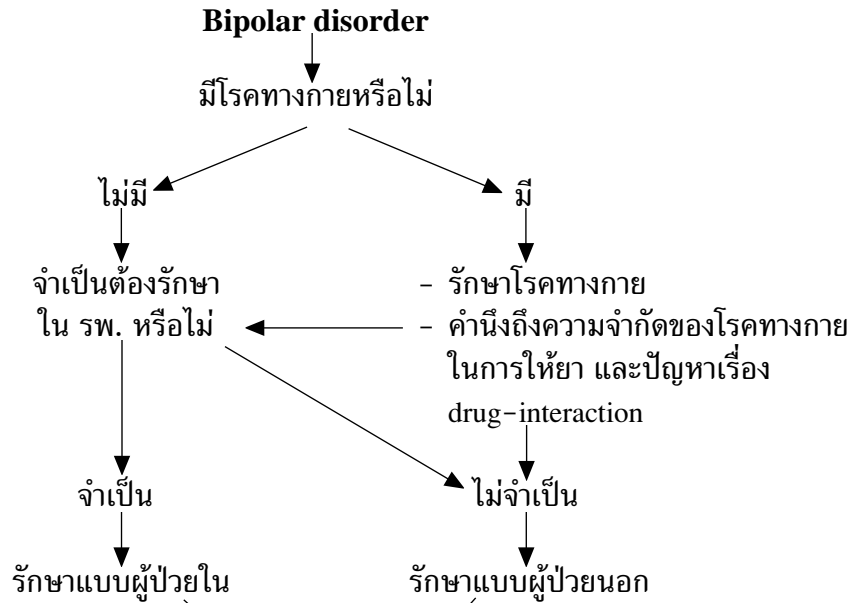 Bipolar disorder
มีโรคทางกายหรือไม่
ไม่มี
มี
จำเป็นต้องรักษา
ใน รพ. หรือไม่
- รักษาโรคทางกาย
- คำนึงถึงความจำกัดของโรคทางกาย
ในการให้ยา และปัญหาเรื่อง
drug-interaction
จำเป็น
ไม่จำเป็น
รักษาแบบผู้ป่วยใน
รักษาแบบผู้ป่วยนอก